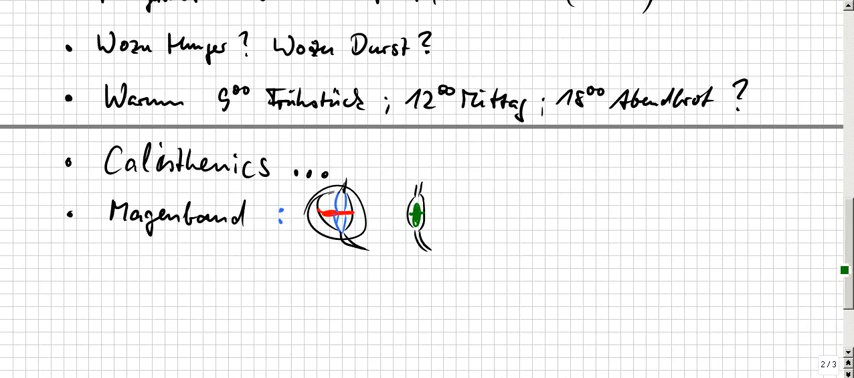 • Wozu Hunger? Wozu Durst?
• Warum 9⁰⁰ Frühstück ; 12⁰⁰ Mittag ; 18⁰⁰ Abendbrot ?
• Calisthenics ...
• Magenband :
2/3